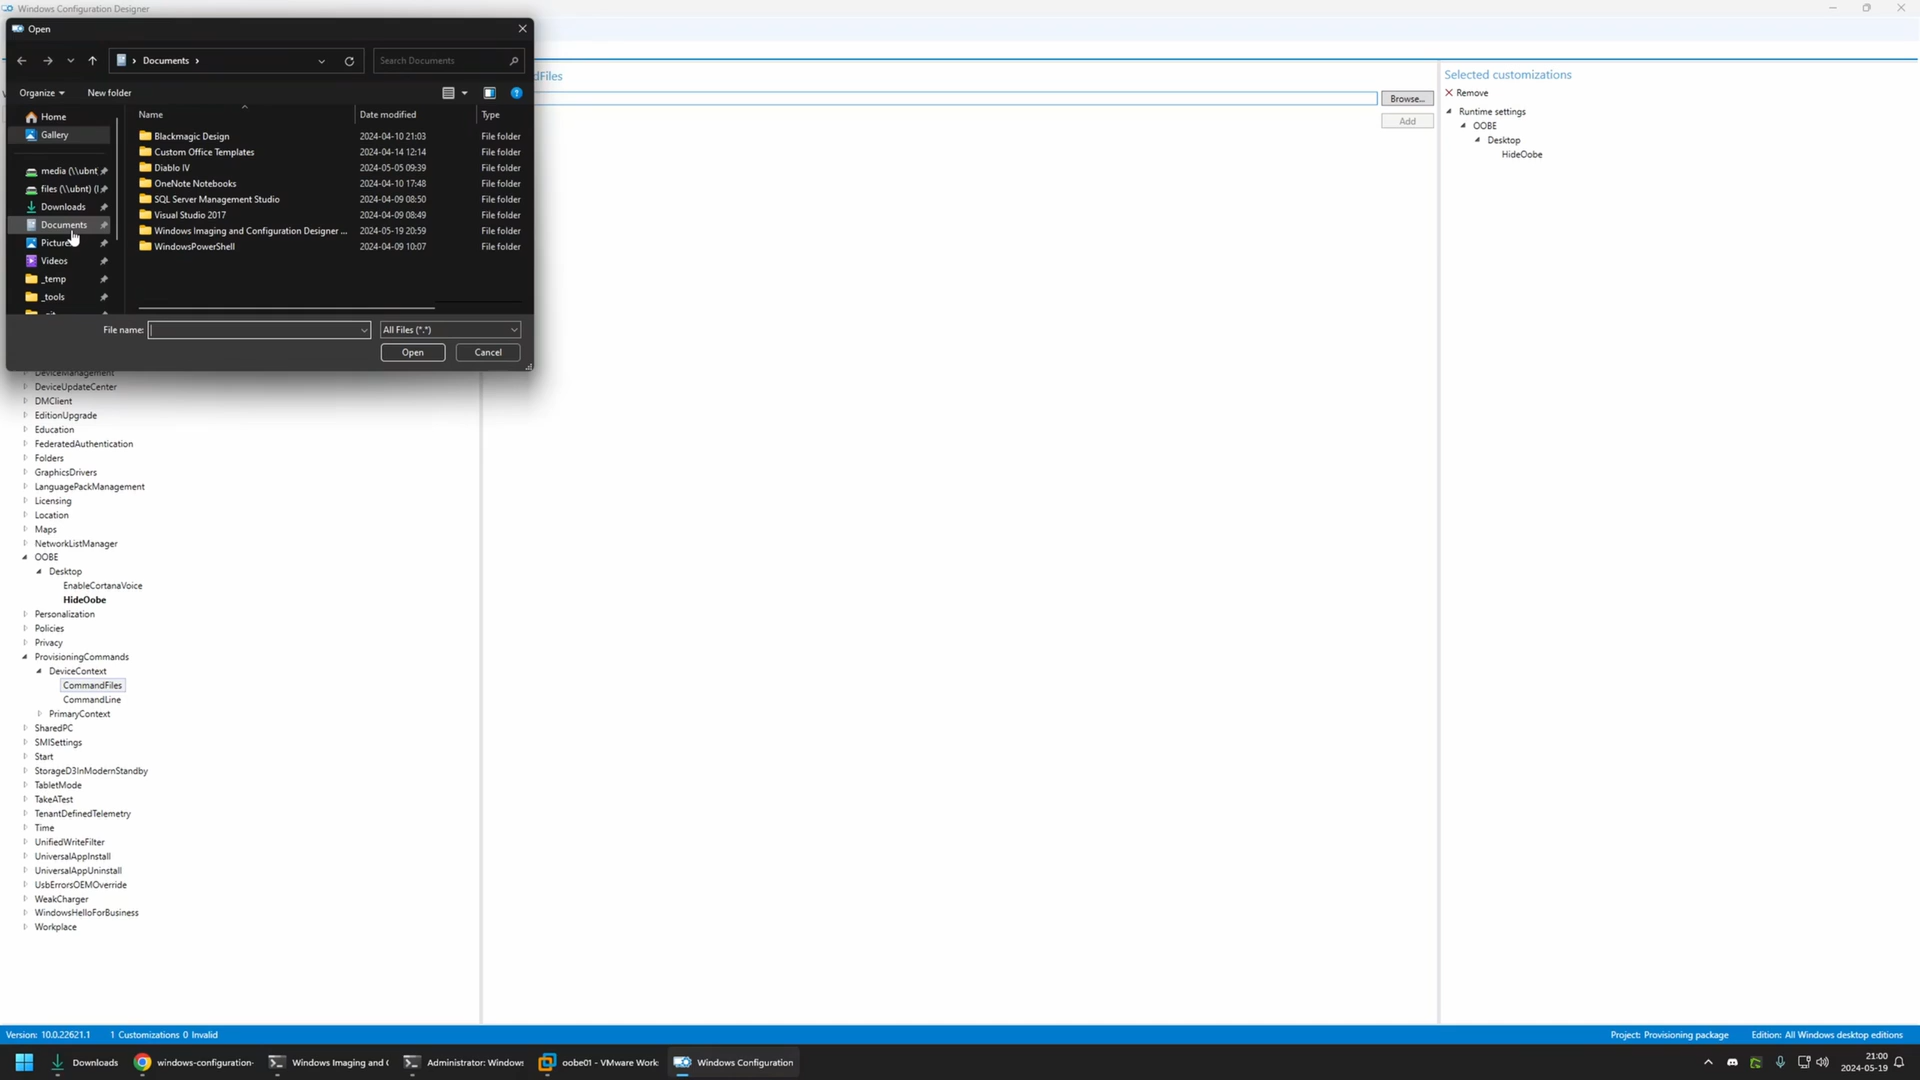 Windows Configuration Designer
Open
Documents
Search Documents
Organize
New folder
Name
Date modified
Type
Home
Gallery
media (\\ubnt
files (\\ubnt) (
Downloads
Documents
Picture
Videos
_temp
_tools
Blackmagic Design 2024-04-10 21:03 File folder
Custom Office Templates 2024-04-14 12:14 File folder
Diablo IV 2024-05-05 09:39 File folder
OneNote Notebooks 2024-04-10 17:48 File folder
SQL Server Management Studio 2024-04-09 08:50 File folder
Visual Studio 2017 2024-04-09 08:49 File folder
Windows Imaging and Configuration Designer ... 2024-05-19 20:59 File folder
WindowsPowerShell 2024-04-09 10:07 File folder
File name:
All Files (*.*)
Open
Cancel
dFiles
Browse...
Add
Selected customizations
Remove
Runtime settings
OOBE
Desktop
HideOobe
DeviceManagement
DeviceUpdateCenter
DMClient
EditionUpgrade
Education
FederatedAuthentication
Folders
GraphicsDrivers
LanguagePackManagement
Licensing
Location
Maps
NetworkListManager
OOBE
Desktop
EnableCortanaVoice
HideOobe
Personalization
Policies
Privacy
ProvisioningCommands
DeviceContext
CommandFiles
CommandLine
PrimaryContext
SharedPC
SMISettings
Start
StorageD3InModernStandby
TabletMode
TakeATest
TenantDefinedTelemetry
Time
UnifiedWriteFilter
UniversalAppInstall
UniversalAppUninstall
UsbErrorsOEMOverride
WeakCharger
WindowsHelloForBusiness
Workplace
Version: 10.0.22621.1
1 Customizations 0 Invalid
Project: Provisioning package
Edition: All Windows desktop editions
Downloads
windows-configuration-
Windows Imaging and (
Administrator: Windows
oobe01 - VMware Work
Windows Configuration
21:00
2024-05-19